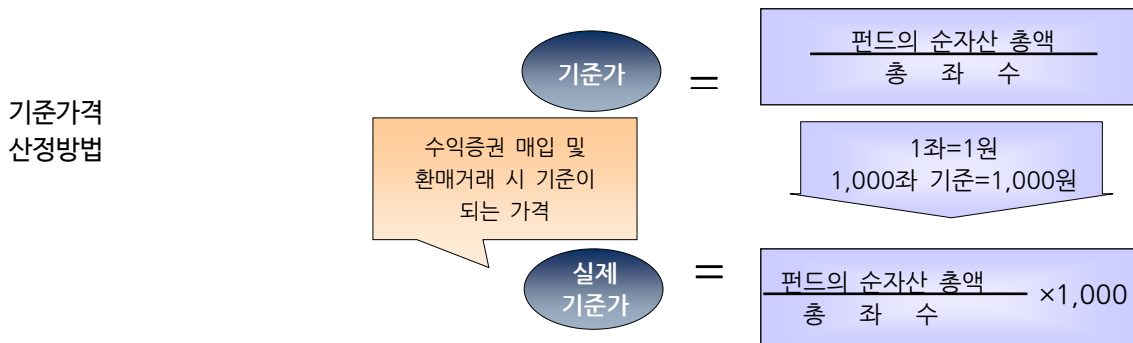 기준가격
산정방법
기준가
=
펀드의 순자산 총액
총 좌 수
수익증권 매입 및
환매거래 시 기준이
되는 가격
1좌=1원
1,000좌 기준=1,000원
실제
기준가
=
펀드의 순자산 총액
총 좌 수
×1,000